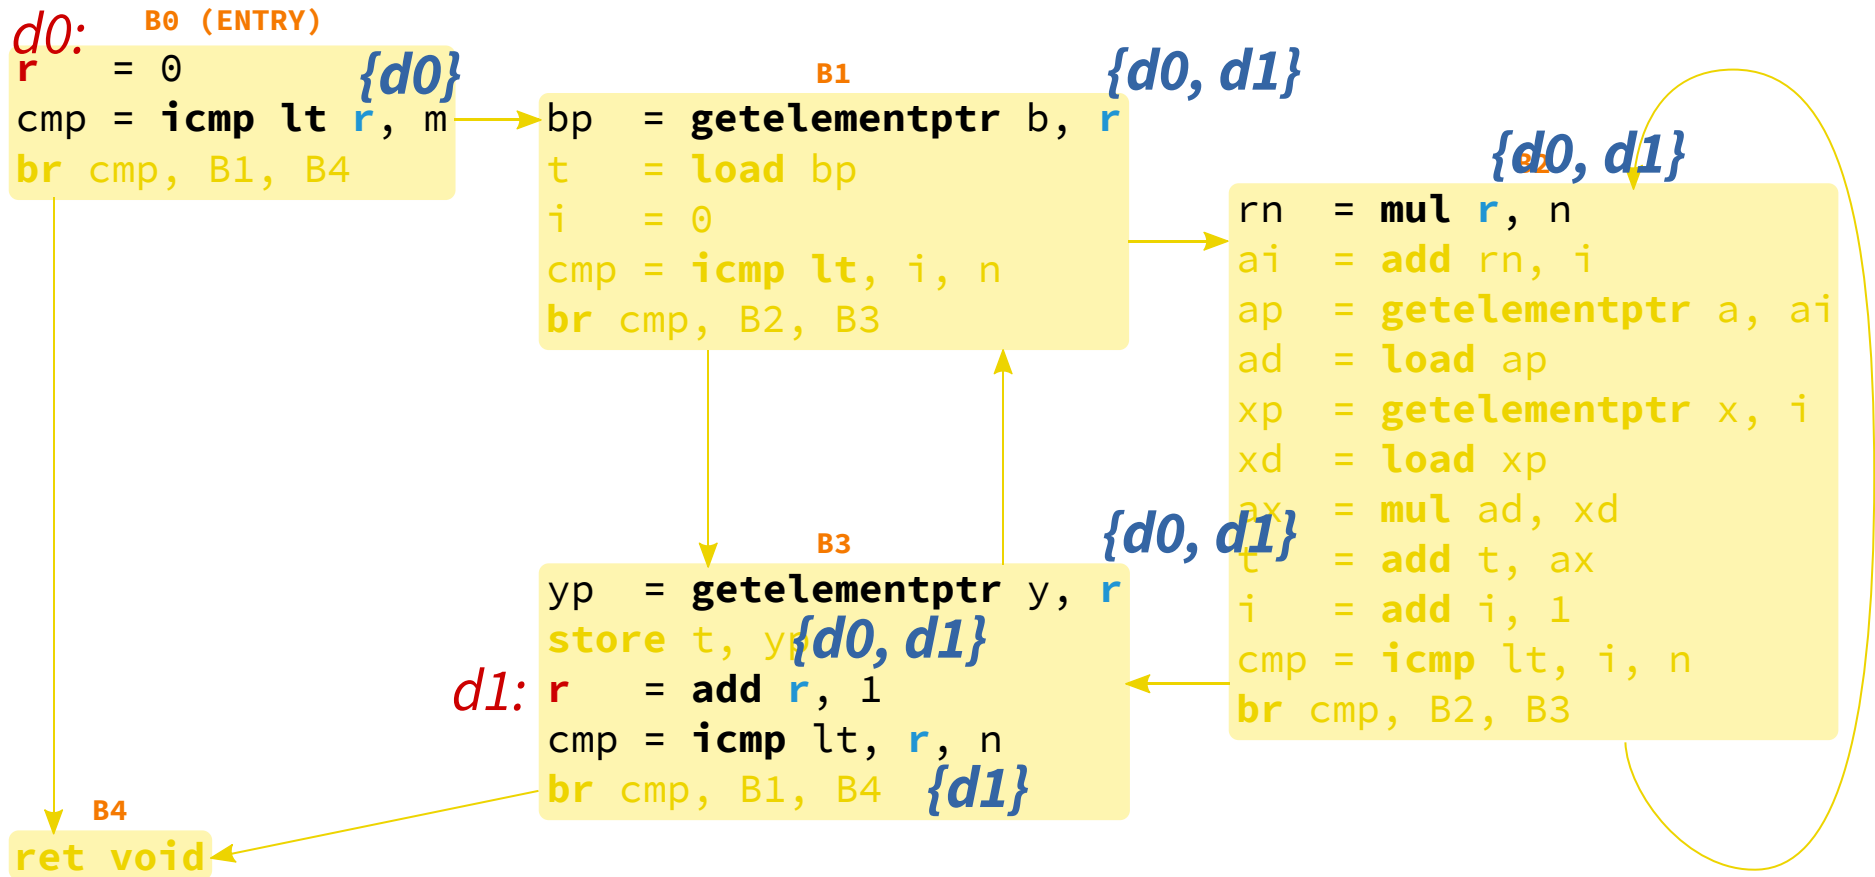 d0:
B0 (ENTRY)
r = 0
{d0}
cmp = icmp lt r, m
br cmp, B1, B4
B1
{d0, d1}
bp = getelementptr b, r
t = load bp
i = 0
cmp = icmp lt, i, n
br cmp, B2, B3
B2
{d0, d1}
rn = mul r, n
ai = add rn, i
ap = getelementptr a, ai
ad = load ap
xp = getelementptr x, i
xd = load xp
ax = mul ad, xd
t = add t, ax
i = add i, 1
cmp = icmp lt, i, n
br cmp, B2, B3
B3
{d0, d1}
yp = getelementptr y, r
store t, yp
{d0, d1}
d1:
r = add r, 1
cmp = icmp lt, r, n
br cmp, B1, B4
{d1}
B4
ret void